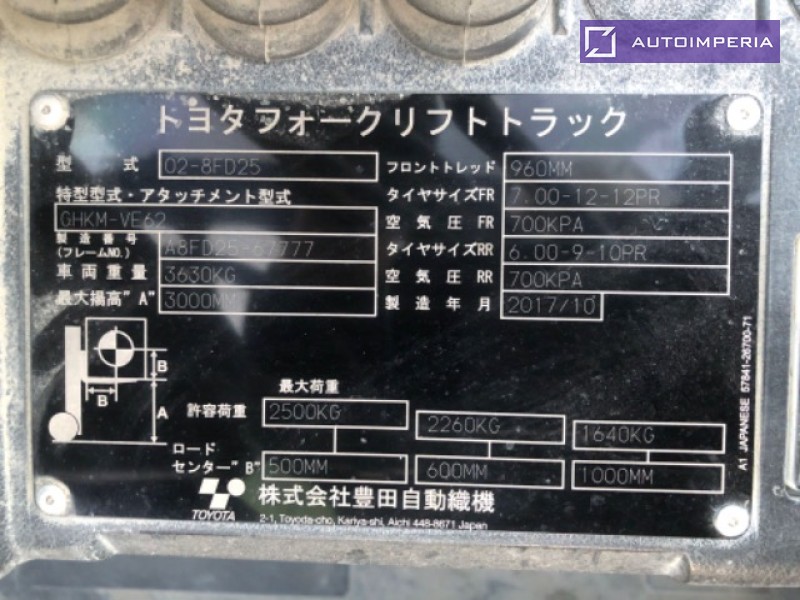 AUTOIMPERIA
トヨタフォークリフトトラック
型 式 02-8FD25
特型型式・アタッチメント型式
GHKM-VE62
製造番号
(フレームNO.) A8FD25-67777
車両重量 3630KG
最大揚高"A" 3000MM
フロントトレッド 960MM
タイヤサイズFR 7.00-12-12PR
空気圧 FR 700KPA
タイヤサイズRR 6.00-9-10PR
空気圧 RR 700KPA
製造年月 2017/10
B
B
A
最大荷重
許容荷重 2500KG 2260KG 1640KG
ロード
センター"B" 500MM 600MM 1000MM
TOYOTA
株式会社豊田自動織機
2-1, Toyoda-cho, Kariya-shi, Aichi 448-8671 Japan
A1 JAPANESE 57841-26700-71